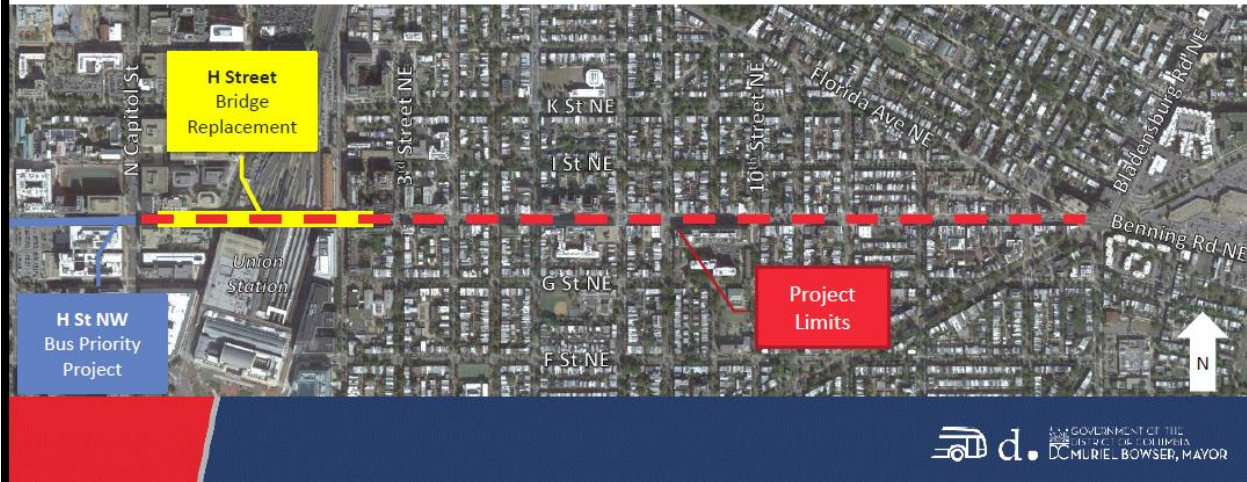 N Capitol St
H Street
Bridge
Replacement
3rd Street NE
K St NE
I St NE
10th Street NE
Florida Ave NE
Bladensburg Rd NE
Benning Rd NE
Union
Station
G St NE
F St NE
H St NW
Bus Priority
Project
Project
Limits
N
d.
GOVERNMENT OF THE
DISTRICT OF COLUMBIA
DC MURIEL BOWSER, MAYOR